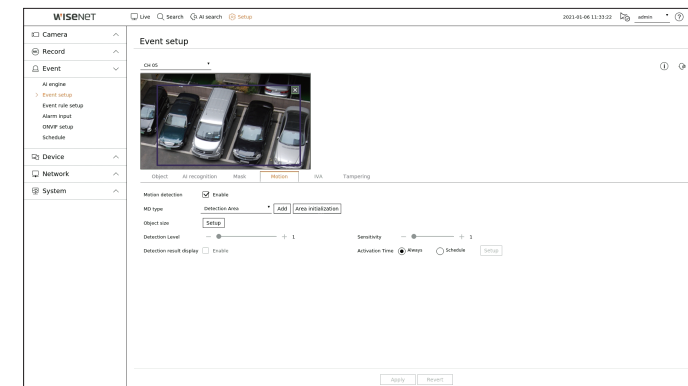 WISENET
Live Search AI search Setup 2021-01-06 11:33:22 admin
Camera
Record
Event
AI engine
Event setup
Event rule setup
Alarm input
ONVIF setup
Schedule
Device
Network
System
Event setup
CH 05
Object AI recognition Mask Motion IVA Tampering
Motion detection Enable
MD type Detection Area Add Area initialization
Object size Setup
Detection Level 1 Sensitivity 1
Detection result display Enable Activation Time Always Schedule Setup
Apply Revert